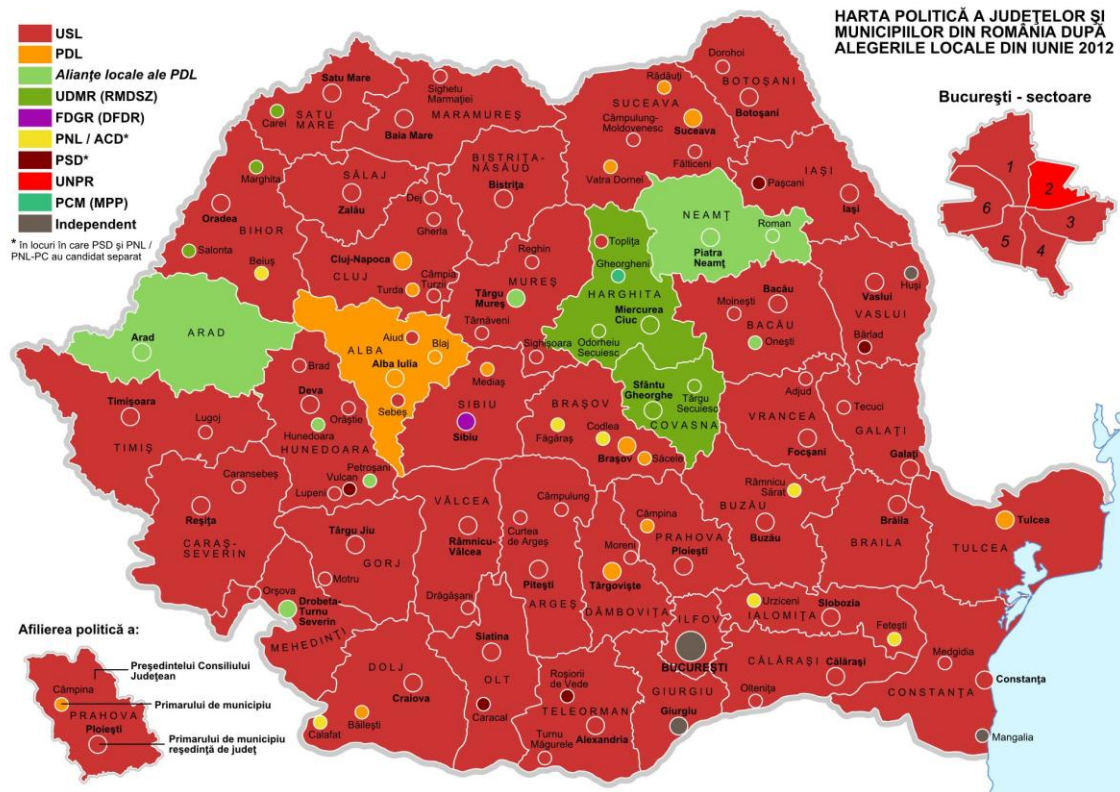 HARTA POLITICĂ A JUDEȚELOR ȘI
MUNICIPIILOR DIN ROMÂNIA DUPĂ
ALEGERILE LOCALE DIN IUNIE 2012
USL
PDL
Alianțe locale ale PDL
UDMR (RMDSZ)
FDGR (DFDR)
PNL / ACD*
PSD*
UNPR
PCM (MPP)
Independent
* în locuri în care PSD și PNL /
PNL-PC au candidat separat
București - sectoare
1
2
3
4
5
6
Satu Mare
Carei
SATU
MARE
Sighetu
Marmației
Baia Mare
MARAMUREȘ
Dorohoi
BOTOȘANI
Botoșani
Rădăuți
SUCEAVA
Suceava
Câmpulung-
Moldovenesc
Fălticeni
Vatra Dornei
Marghita
Oradea
BIHOR
Salonta
Beiuș
SĂLAJ
Zalău
BISTRIȚA-
NĂSĂUD
Bistrița
Dej
Gherla
Cluj-Napoca
CLUJ
Câmpia
Turzii
Turda
Reghin
MUREȘ
Târgu
Mureș
Târnăveni
Sighișoara
Toplița
Gheorgheni
HARGHITA
Miercurea
Ciuc
Odorheiu
Secuiesc
NEAMȚ
Roman
Piatra
Neamț
Pașcani
IAȘI
Iași
Bacău
Moinești
BACĂU
Onești
Vaslui
Huși
VASLUI
Bârlad
Arad
ARAD
ALBA
Aiud
Blaj
Alba Iulia
Sebeș
Brad
Deva
Orăștie
Hunedoara
HUNEDOARA
Petroșani
Vulcan
Lupeni
Mediaș
SIBIU
Sibiu
BRAȘOV
Codlea
Făgăraș
Brașov
Săcele
Sfântu
Gheorghe
Târgu
Secuiesc
COVASNA
Adjud
VRANCEA
Focșani
Tecuci
GALAȚI
Galați
Timișoara
Lugoj
TIMIȘ
Caransebeș
Reșița
CARAȘ-
SEVERIN
Târgu Jiu
GORJ
Motru
VÂLCEA
Râmnicu-
Vâlcea
Drăgășani
Câmpulung
Curtea
de Argeș
Pitești
ARGEȘ
Câmpina
Moreni
Târgoviște
DÂMBOVIȚA
PRAHOVA
Ploiești
Râmnicu
Sărat
BUZĂU
Buzău
Brăila
BRAILA
Tulcea
TULCEA
Orșova
Drobeta-
Turnu
Severin
MEHEDINȚI
DOLJ
Craiova
Calafat
Băilești
Slatina
OLT
Caracal
Roșiorii
de Vede
TELEORMAN
Turnu
Măgurele
Alexandria
ILFOV
BUCUREȘTI
GIURGIU
Giurgiu
Urziceni
Slobozia
IALOMIȚA
Fetești
CĂLĂRAȘI
Călărași
Oltenița
Medgidia
Constanța
CONSTANȚA
Mangalia
Afilierea politică a:
Președintelui Consiliului
Județean
Câmpina
Primarului de municipiu
PRAHOVA
Ploiești
Primarului de municipiu
reședință de județ